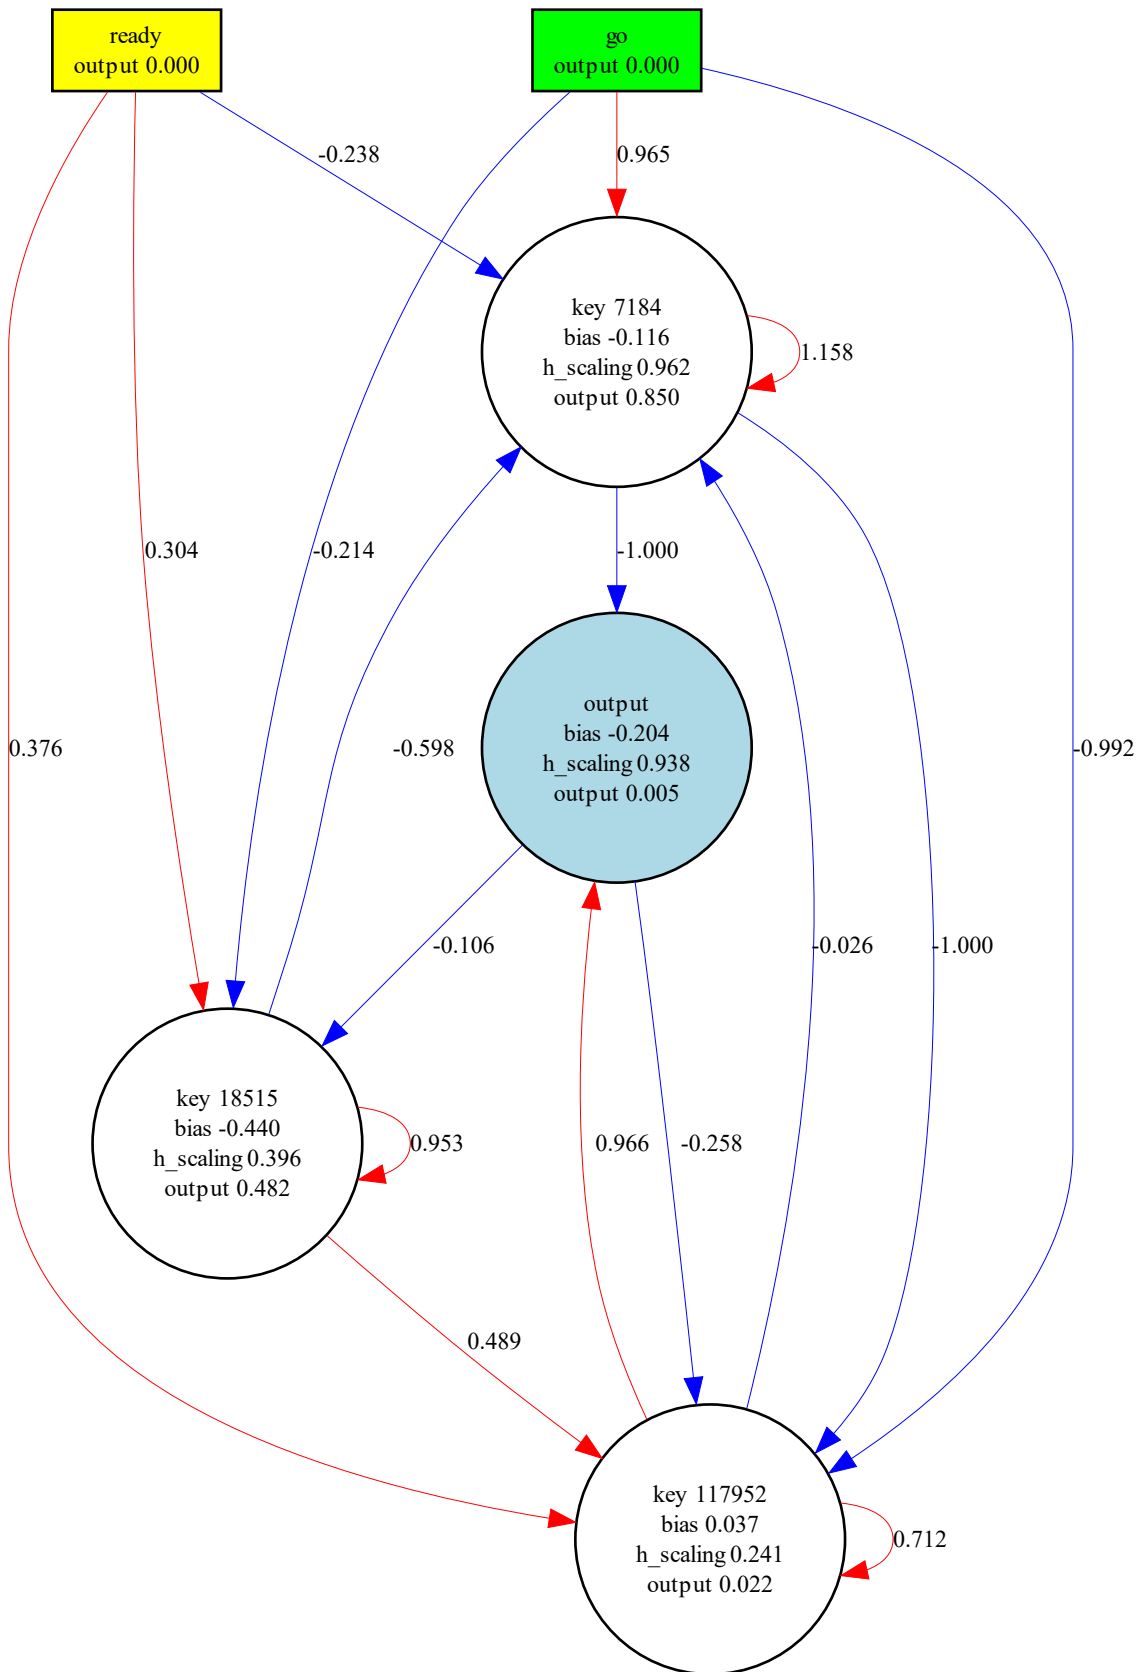 ready
output 0.000
go
output 0.000
-0.238
0.965
key 7184
bias -0.116
h_scaling 0.962
output 0.850
1.158
0.304
-0.214
-1.000
output
bias -0.204
h_scaling 0.938
output 0.005
0.376
-0.598
-0.992
-0.106
-0.026
-1.000
key 18515
bias -0.440
h_scaling 0.396
output 0.482
0.953
0.966
-0.258
0.489
key 117952
bias 0.037
h_scaling 0.241
output 0.022
0.712